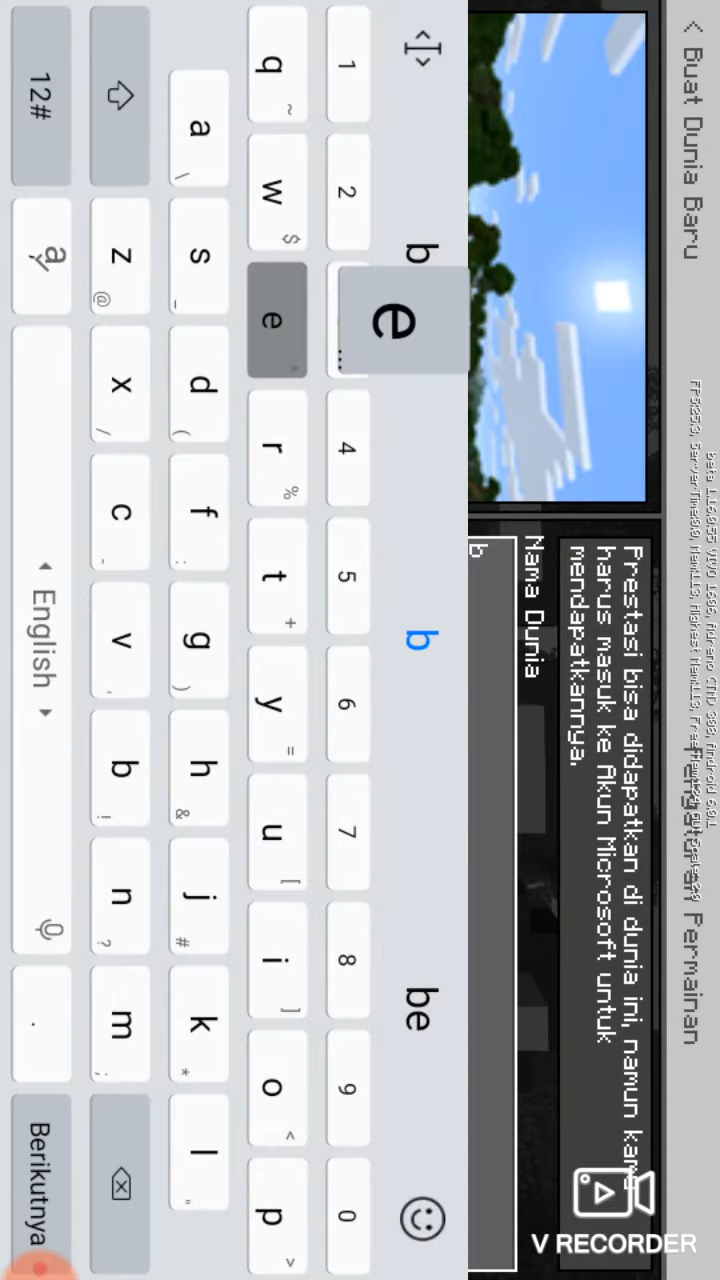 < Buat Dunia Baru
Pengaturan Permainan
Prestasi bisa didapatkan di dunia ini, namun kamu
harus masuk ke Akun Microsoft untuk
mendapatkannya.
Nama Dunia
b
V RECORDER
b b be
1 2 4 5 6 7 8 9 0
e
q ~ w $ e r % t + y = u [ i ] o < p >
a \ s _ d ( f : g ) h & j # k * l "
z @ x / c - v ' b ! n ? m ;
12# a English . Berikutnya